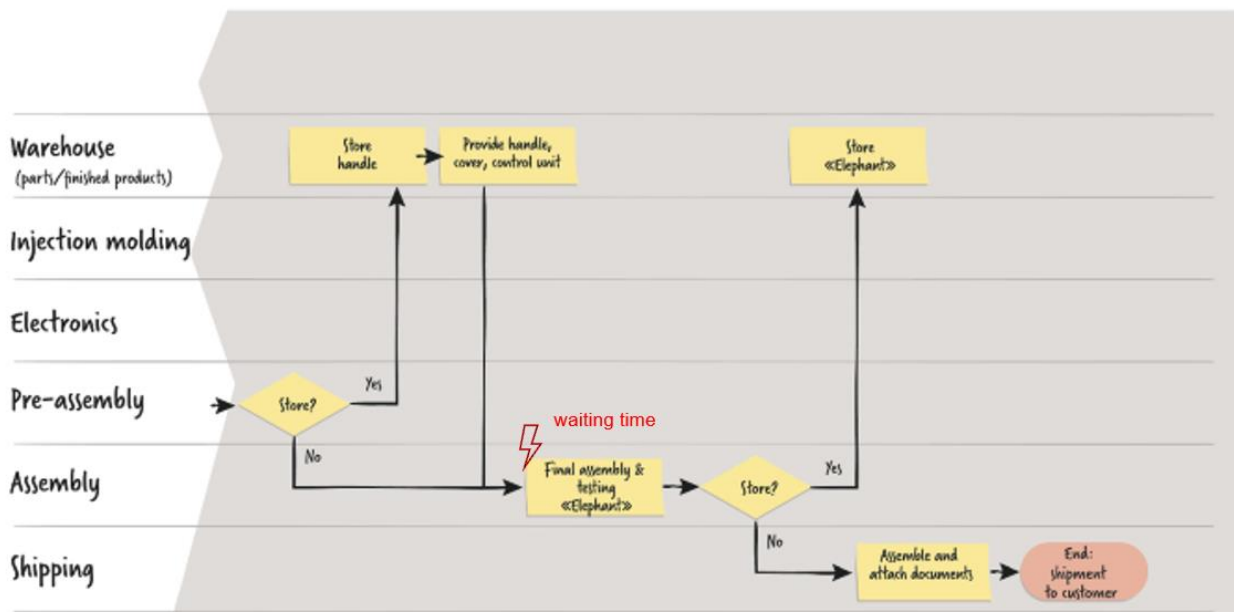 Warehouse
(parts/finished products)
Store
handle
Provide handle,
cover, control unit
Store
«Elephant»
Injection molding
Electronics
Pre-assembly
Store?
Yes
No
waiting time
Assembly
Final assembly &
testing
«Elephant»
Store?
Yes
No
Shipping
Assemble and
attach documents
End:
shipment
to customer